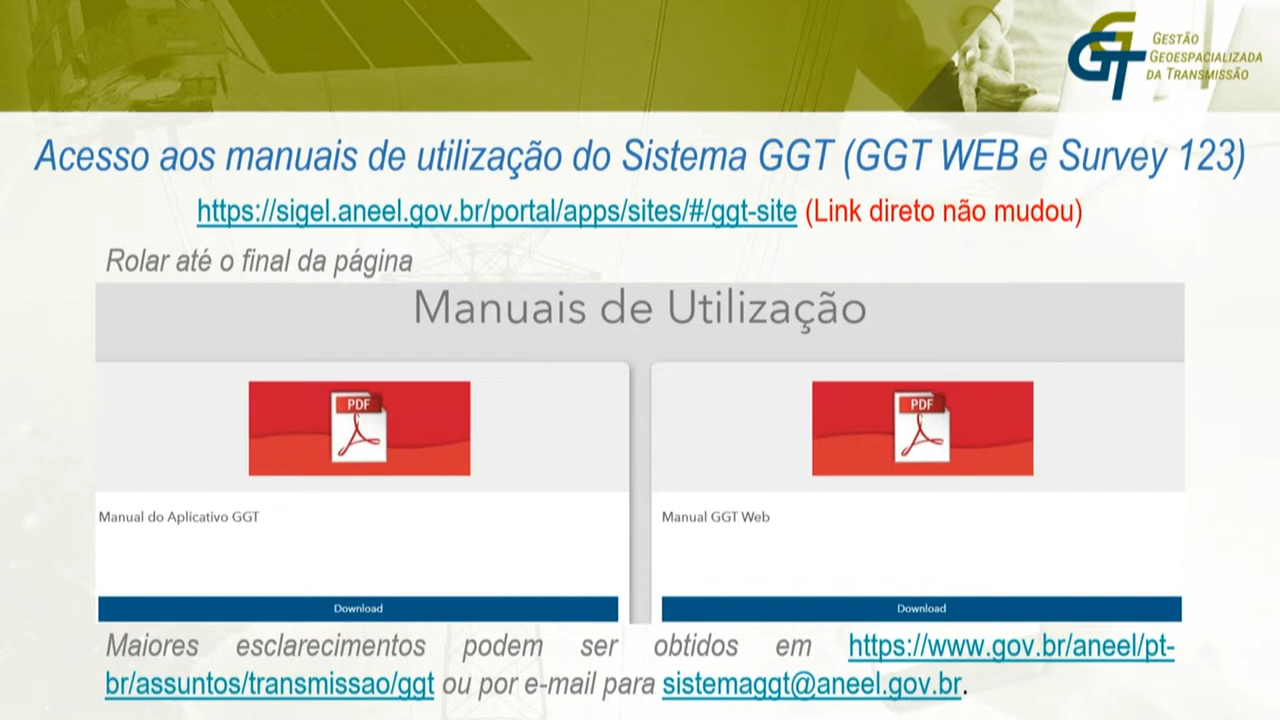 GGT
GESTÃO
GEOESPACIALIZADA
DA TRANSMISSÃO
Acesso aos manuais de utilização do Sistema GGT (GGT WEB e Survey 123)
https://sigel.aneel.gov.br/portal/apps/sites/#/ggt-site (Link direto não mudou)
Rolar até o final da página
Manuais de Utilização
PDF
PDF
Manual do Aplicativo GGT
Manual GGT Web
Download
Download
Maiores esclarecimentos podem ser obtidos em https://www.gov.br/aneel/pt-
br/assuntos/transmissao/ggt ou por e-mail para sistemaggt@aneel.gov.br.